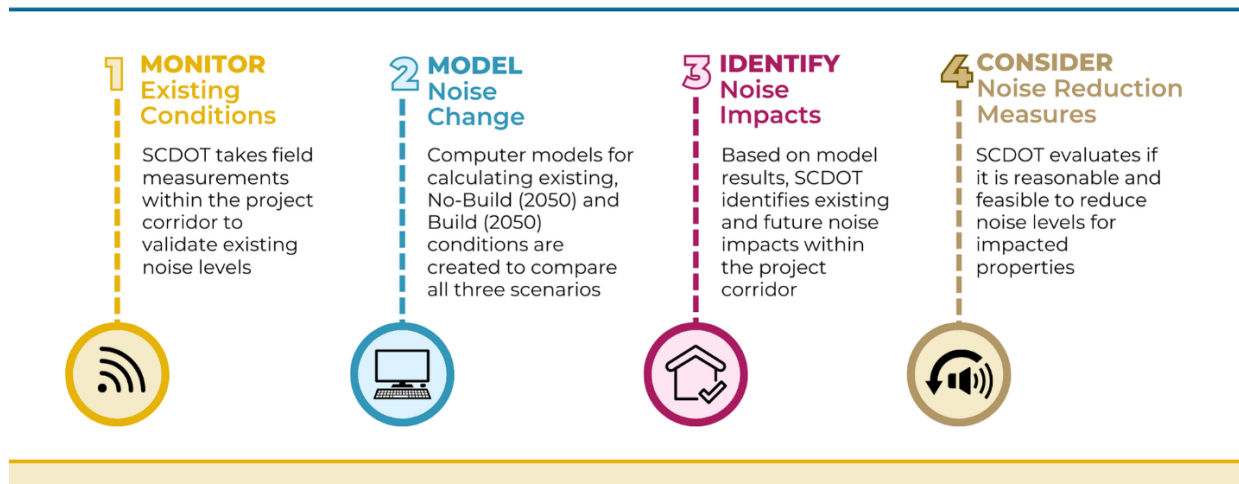 1 MONITOR
Existing
Conditions
SCDOT takes field
measurements
within the project
corridor to
validate existing
noise levels
2 MODEL
Noise
Change
Computer models for
calculating existing,
No-Build (2050) and
Build (2050)
conditions are
created to compare
all three scenarios
3 IDENTIFY
Noise
Impacts
Based on model
results, SCDOT
identifies existing
and future noise
impacts within
the project
corridor
4 CONSIDER
Noise Reduction
Measures
SCDOT evaluates if
it is reasonable and
feasible to reduce
noise levels for
impacted
properties